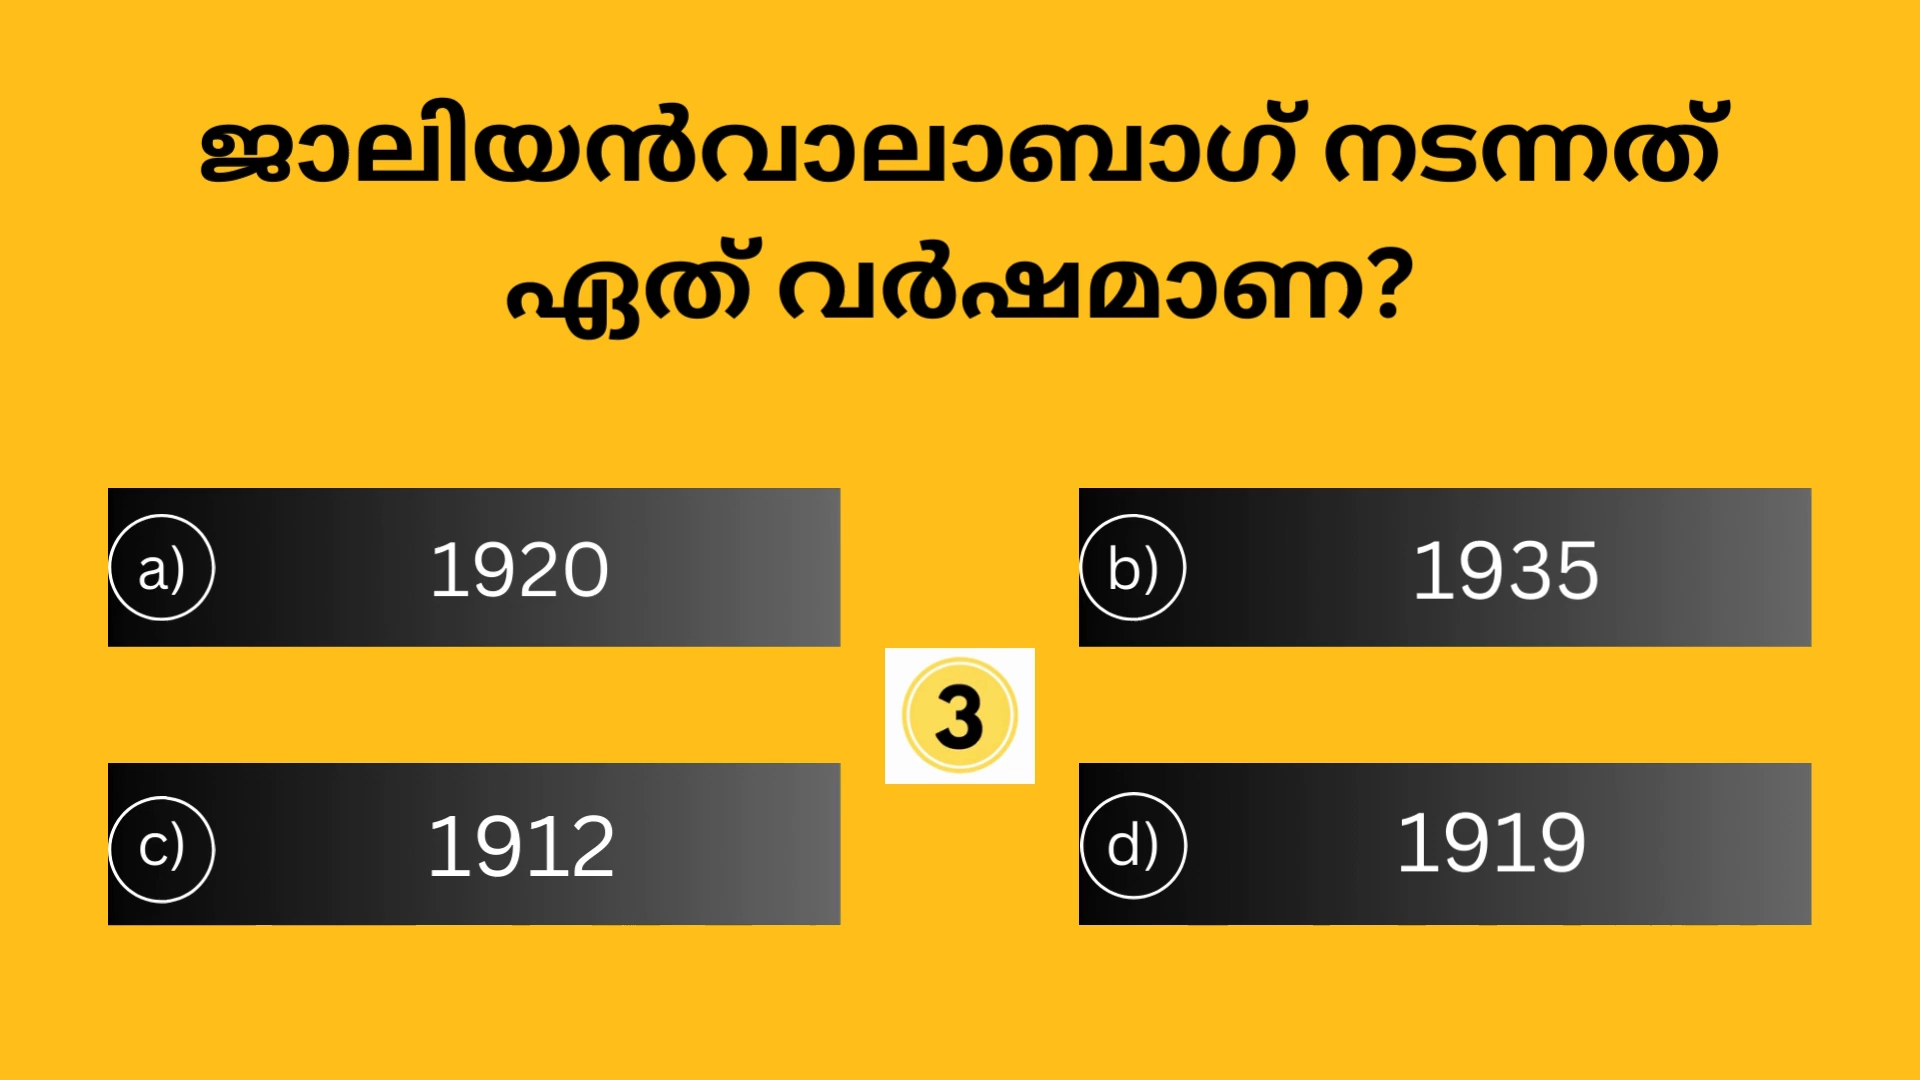 ജാലിയൻവാലാബാഗ് നടന്നത്
ഏത് വർഷമാണ?
a) 1920
b) 1935
3
c) 1912
d) 1919